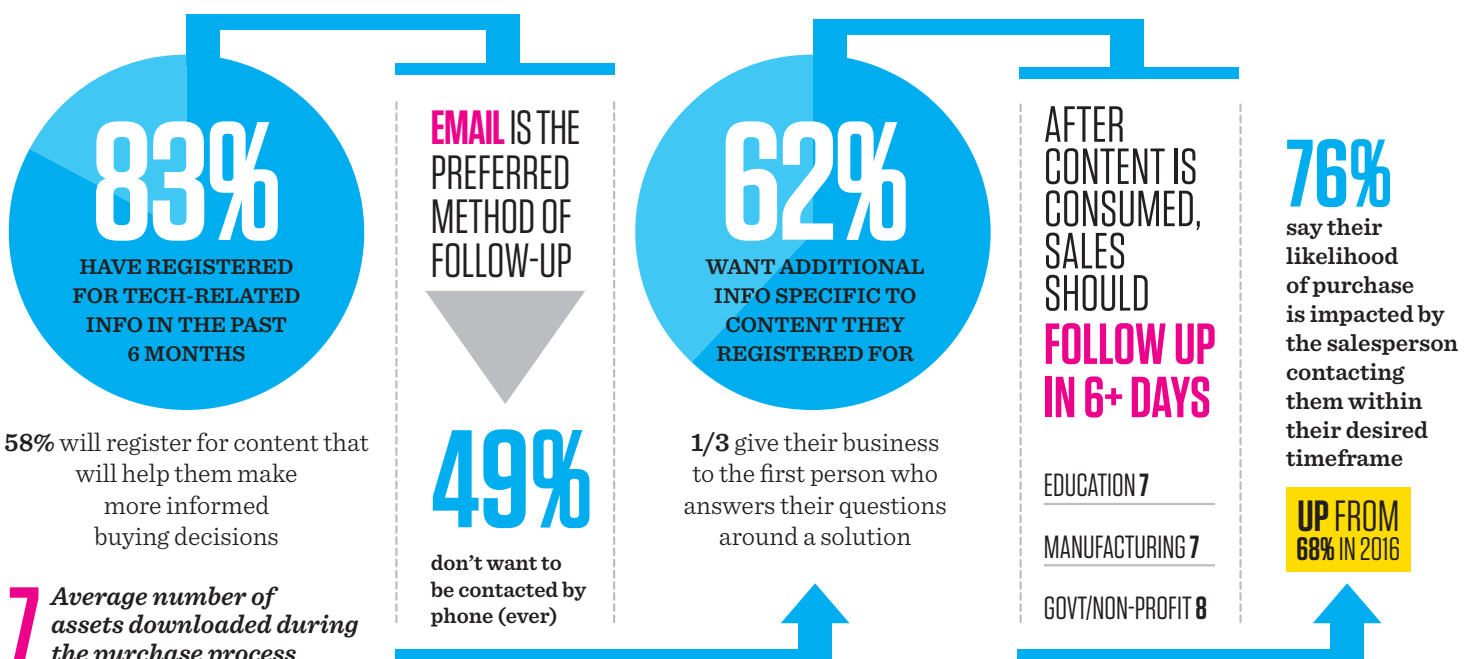 83%
HAVE REGISTERED
FOR TECH-RELATED
INFO IN THE PAST
6 MONTHS
58% will register for content that
will help them make
more informed
buying decisions
7 Average number of
assets downloaded during
the purchase process
EMAIL IS THE
PREFERRED
METHOD OF
FOLLOW-UP
49%
don’t want to
be contacted by
phone (ever)
62%
WANT ADDITIONAL
INFO SPECIFIC TO
CONTENT THEY
REGISTERED FOR
1/3 give their business
to the first person who
answers their questions
around a solution
AFTER
CONTENT IS
CONSUMED,
SALES
SHOULD
FOLLOW UP
IN 6+ DAYS
EDUCATION 7
MANUFACTURING 7
GOVT/NON-PROFIT 8
76%
say their
likelihood
of purchase
is impacted by
the salesperson
contacting
them within
their desired
timeframe
UP FROM
68% IN 2016